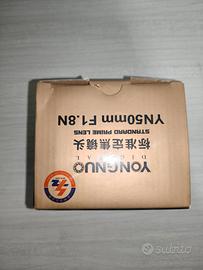 YONGNUO
DIGITAL
标准定焦镜头
STANDARD PRIME LENS
YN50mm F1.8N
Subito